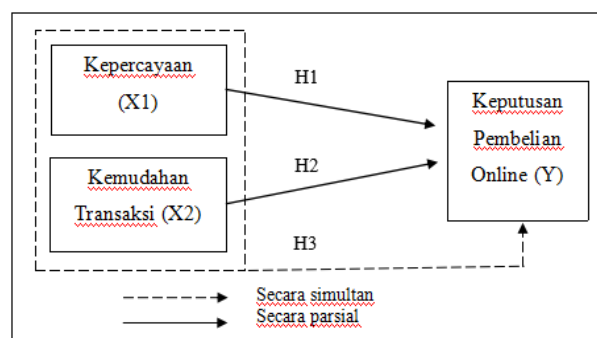 Kepercayaan
(X1)
H1
Keputusan
Pembelian
Online (Y)
Kemudahan
Transaksi (X2)
H2
H3
Secara simultan
Secara parsial